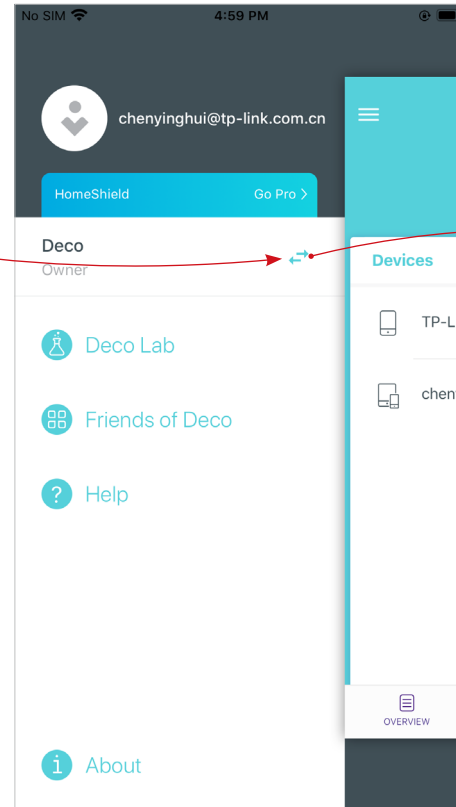 No SIM 4:59 PM
chenyinghui@tp-link.com.cn
HomeShield Go Pro >
Deco
Owner
Deco Lab
Friends of Deco
Help
About
Devices
TP-L
chen
OVERVIEW